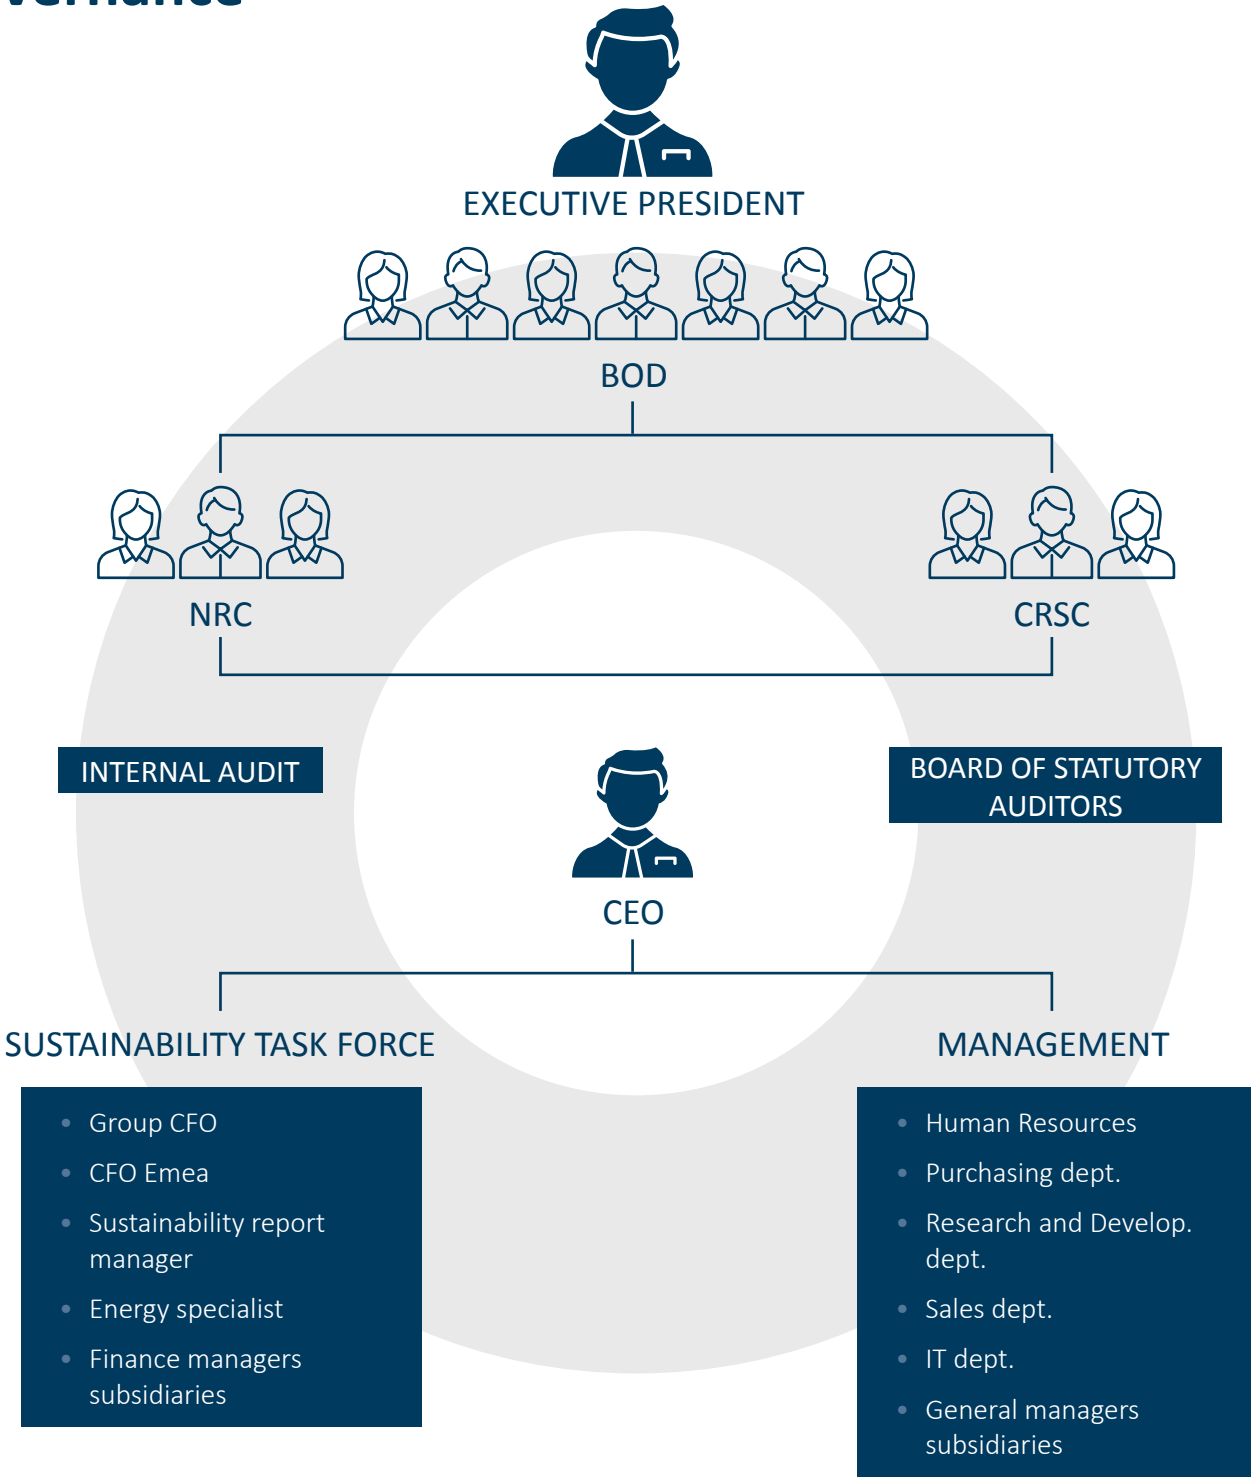 EXECUTIVE PRESIDENT
BOD
NRC
CRSC
INTERNAL AUDIT
BOARD OF STATUTORY
AUDITORS
CEO
SUSTAINABILITY TASK FORCE
• Group CFO
• CFO Emea
• Sustainability report
manager
• Energy specialist
• Finance managers
subsidiaries
MANAGEMENT
• Human Resources
• Purchasing dept.
• Research and Develop.
dept.
• Sales dept.
• IT dept.
• General managers
subsidiaries